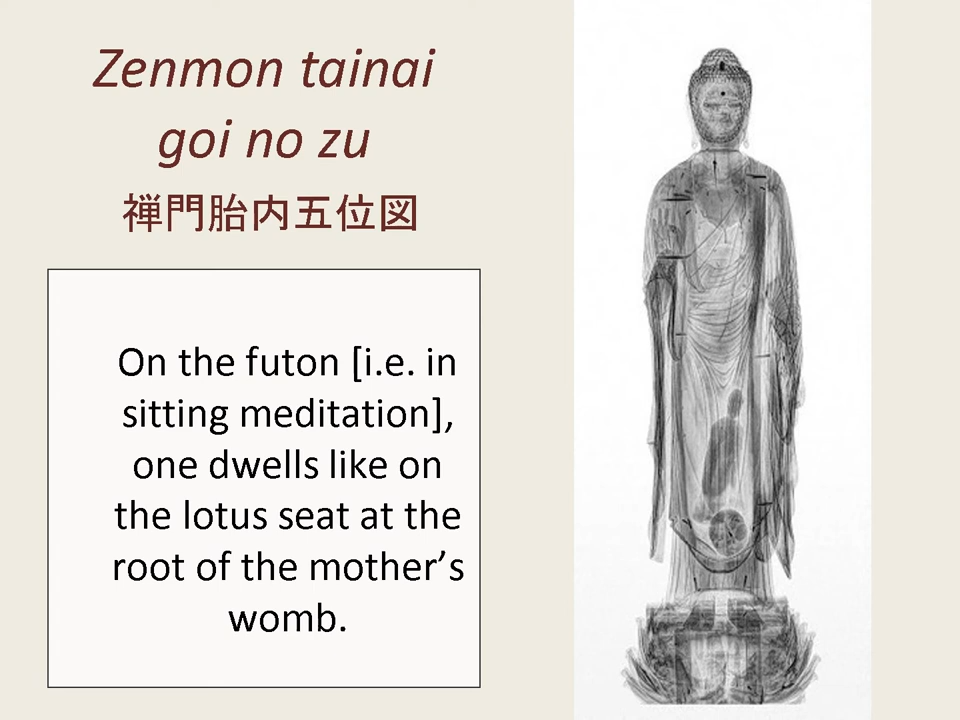 Zenmon tainai
goi no zu
禅門胎内五位図
On the futon [i.e. in
sitting meditation],
one dwells like on
the lotus seat at the
root of the mother’s
womb.